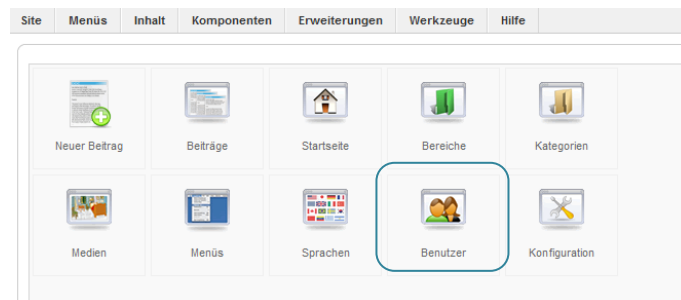 Site Menüs Inhalt Komponenten Erweiterungen Werkzeuge Hilfe
Neuer Beitrag Beiträge Startseite Bereiche Kategorien
Medien Menüs Sprachen Benutzer Konfiguration